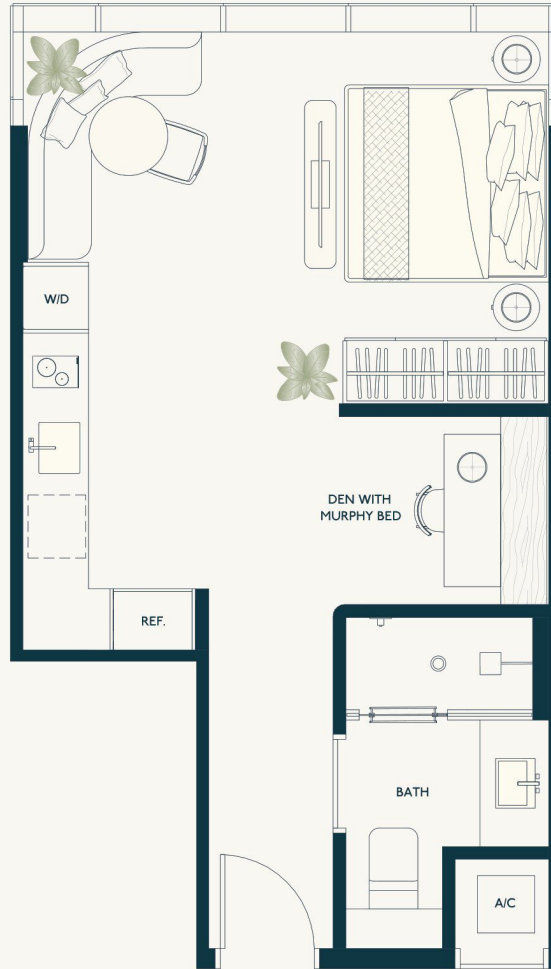 W/D
DEN WITH
MURPHY BED
REF.
BATH
A/C